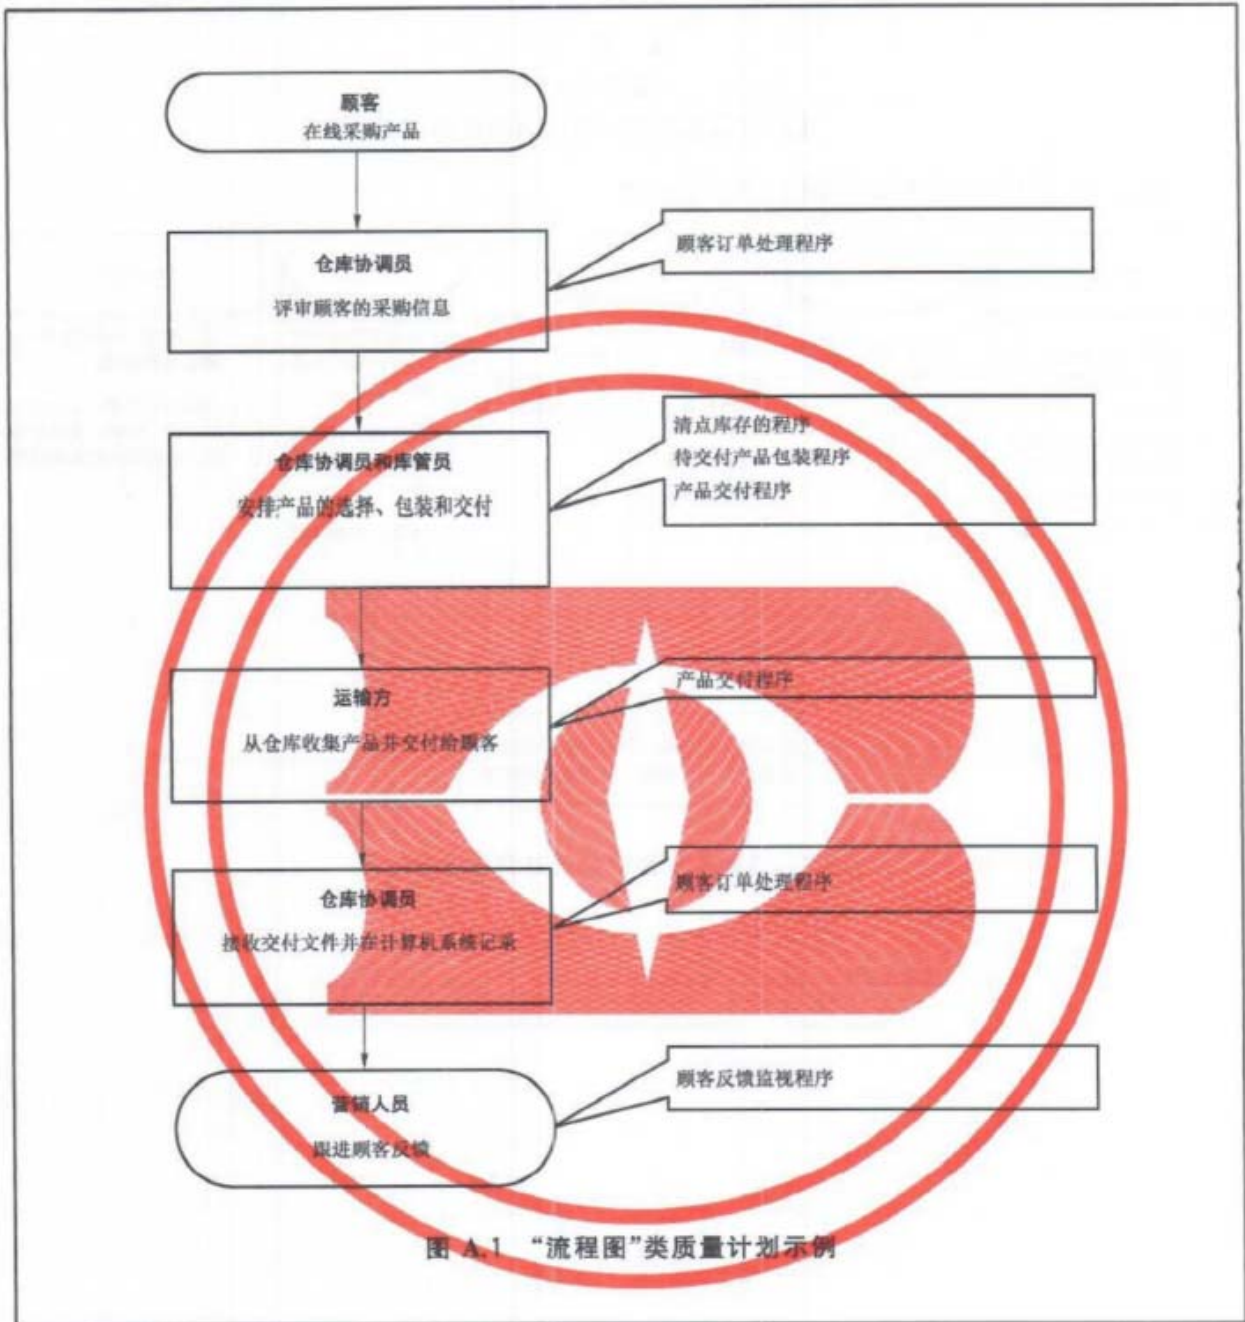 顾客
在线采购产品
仓库协调员
评审顾客的采购信息
顾客订单处理程序
仓库协调员和库管员
安排产品的选择、包装和交付
清点库存的程序
待交付产品包装程序
产品交付程序
运输方
从仓库收集产品并交付给顾客
产品交付程序
仓库协调员
接收交付文件并在计算机系统记录
顾客订单处理程序
营销人员
跟进顾客反馈
顾客反馈监视程序
图 A.1 “流程图”类质量计划示例